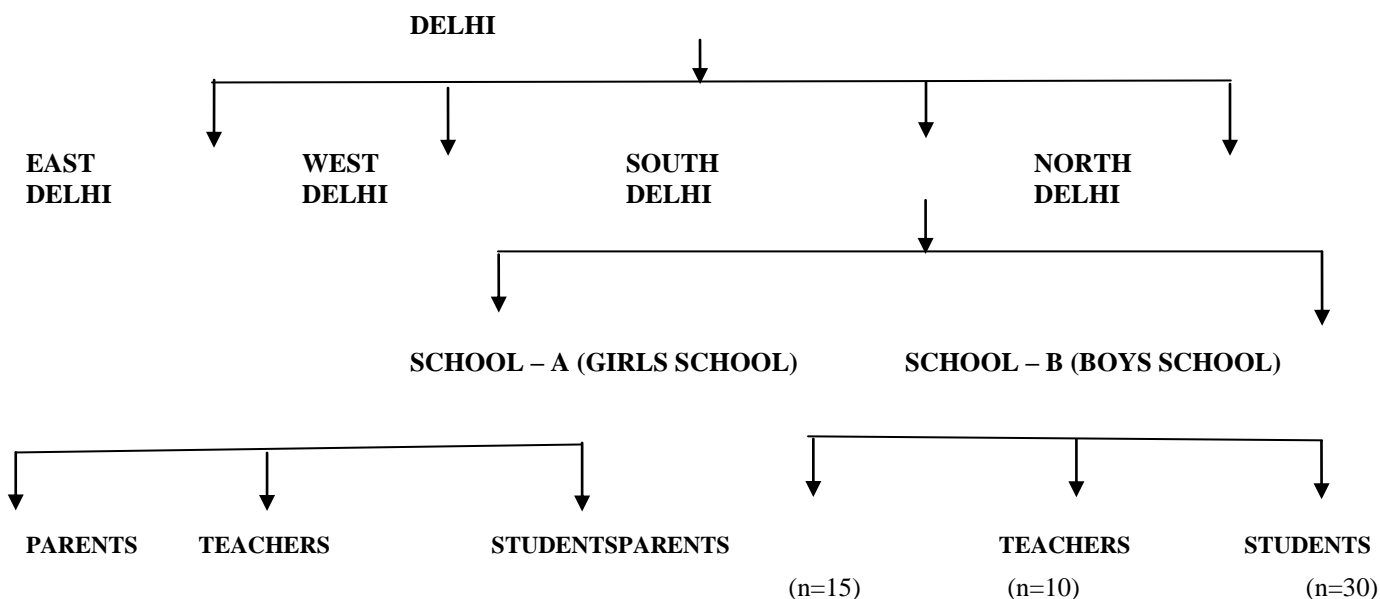 DELHI
EAST WEST SOUTH NORTH
DELHI DELHI DELHI DELHI
SCHOOL – A (GIRLS SCHOOL) SCHOOL – B (BOYS SCHOOL)
PARENTS TEACHERS STUDENTSPARENTS TEACHERS STUDENTS
(n=15) (n=10) (n=30)